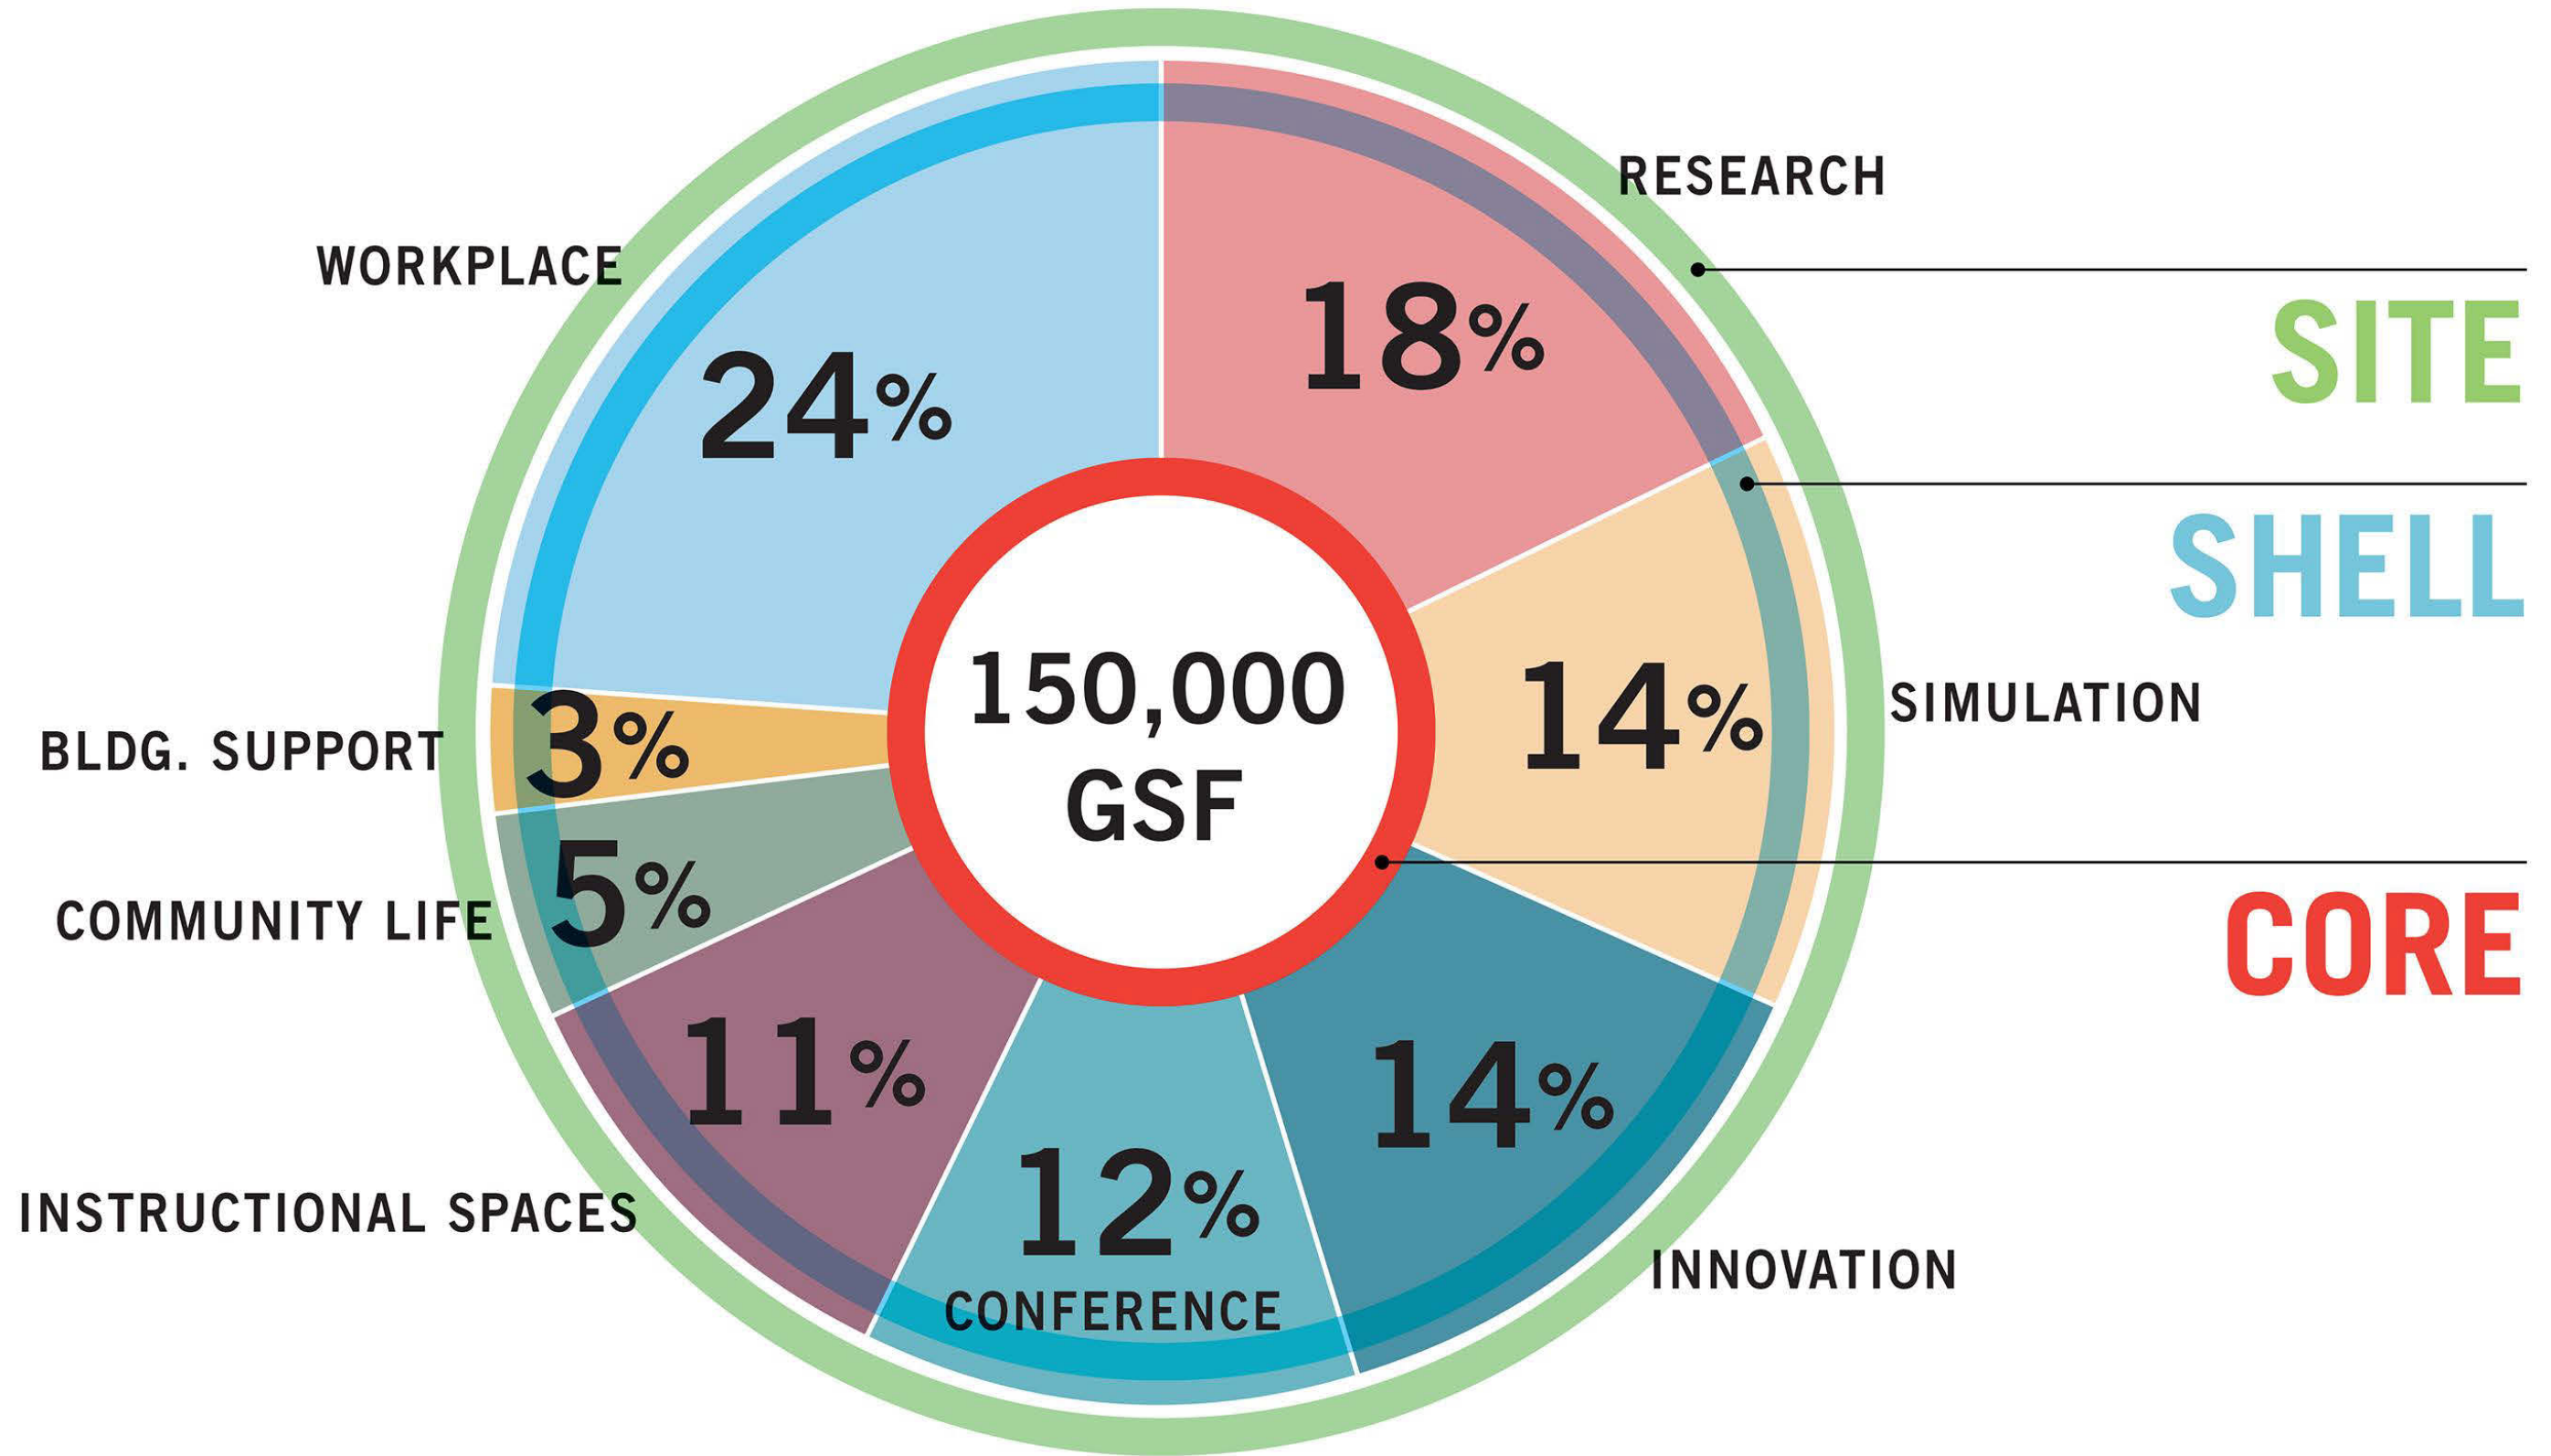 RESEARCH
WORKPLACE
SITE
18%
24%
SHELL
150,000
GSF
14%
SIMULATION
BLDG. SUPPORT
3%
5%
COMMUNITY LIFE
CORE
11%
14%
12%
CONFERENCE
INSTRUCTIONAL SPACES
INNOVATION